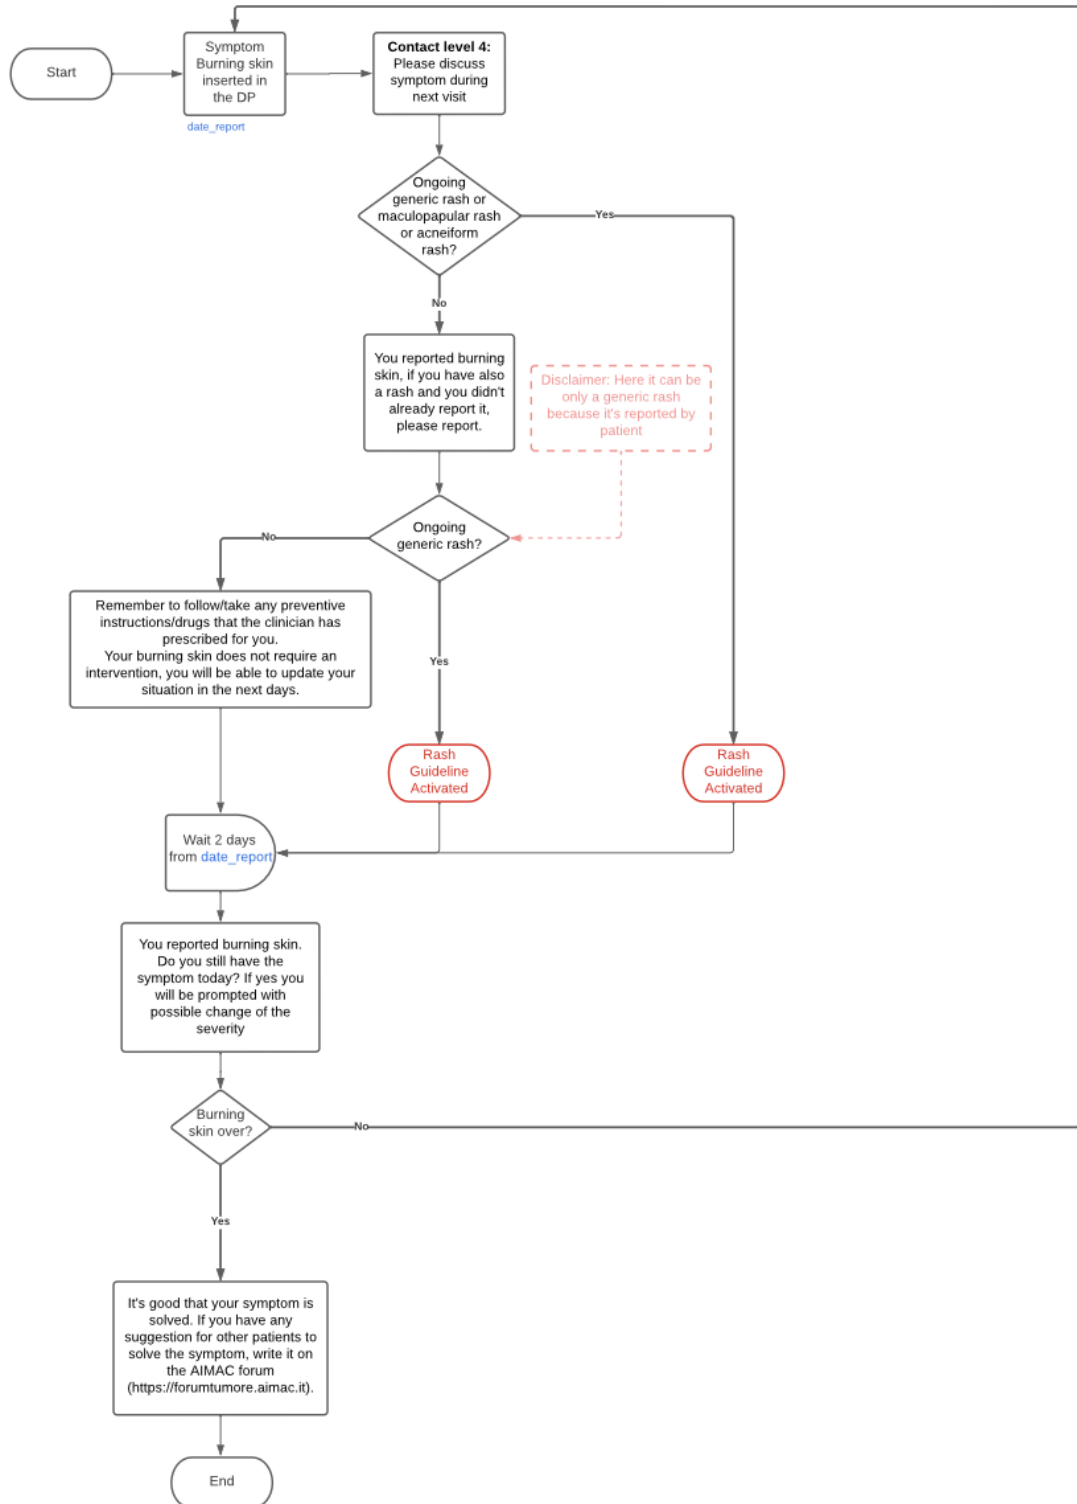 Start
Symptom
Burning skin
inserted in
the DP
date_report
Contact level 4:
Please discuss
symptom during
next visit
Ongoing
generic rash or
maculopapular rash
or acneiform
rash?
Yes
No
You reported burning
skin, if you have also
a rash and you didn't
already report it,
please report.
Disclaimer: Here it can be
only a generic rash
because it's reported by
patient
Ongoing
generic rash?
No
Yes
Remember to follow/take any preventive
instructions/drugs that the clinician has
prescribed for you.
Your burning skin does not require an
intervention, you will be able to update your
situation in the next days.
Rash
Guideline
Activated
Rash
Guideline
Activated
Wait 2 days
from date_report
You reported burning skin.
Do you still have the
symptom today? If yes you
will be prompted with
possible change of the
severity
Burning
skin over?
No
Yes
It's good that your symptom is
solved. If you have any
suggestion for other patients to
solve the symptom, write it on
the AIMAC forum
(https://forumtumore.aimac.it).
End